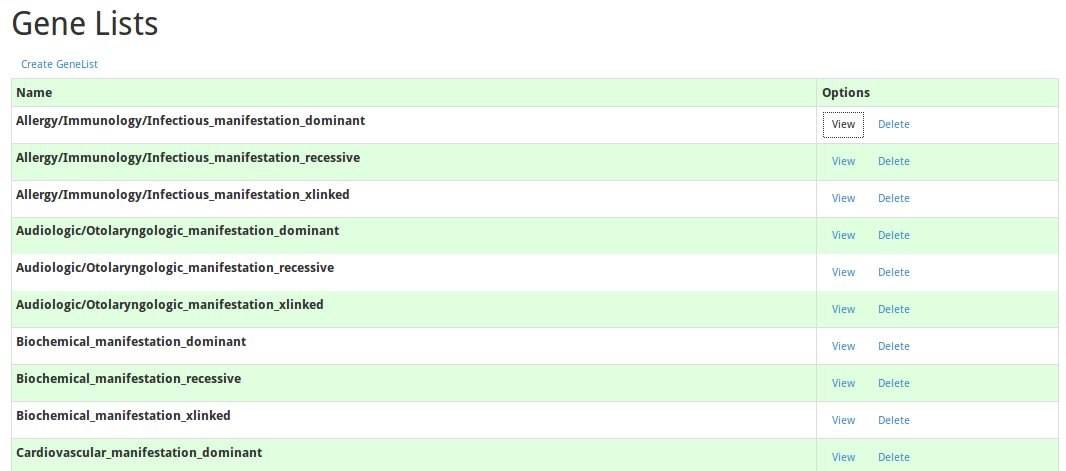 Gene Lists
Create GeneList
Name Options
Allergy/Immunology/Infectious_manifestation_dominant View Delete
Allergy/Immunology/Infectious_manifestation_recessive View Delete
Allergy/Immunology/Infectious_manifestation_xlinked View Delete
Audiologic/Otolaryngologic_manifestation_dominant View Delete
Audiologic/Otolaryngologic_manifestation_recessive View Delete
Audiologic/Otolaryngologic_manifestation_xlinked View Delete
Biochemical_manifestation_dominant View Delete
Biochemical_manifestation_recessive View Delete
Biochemical_manifestation_xlinked View Delete
Cardiovascular_manifestation_dominant View Delete